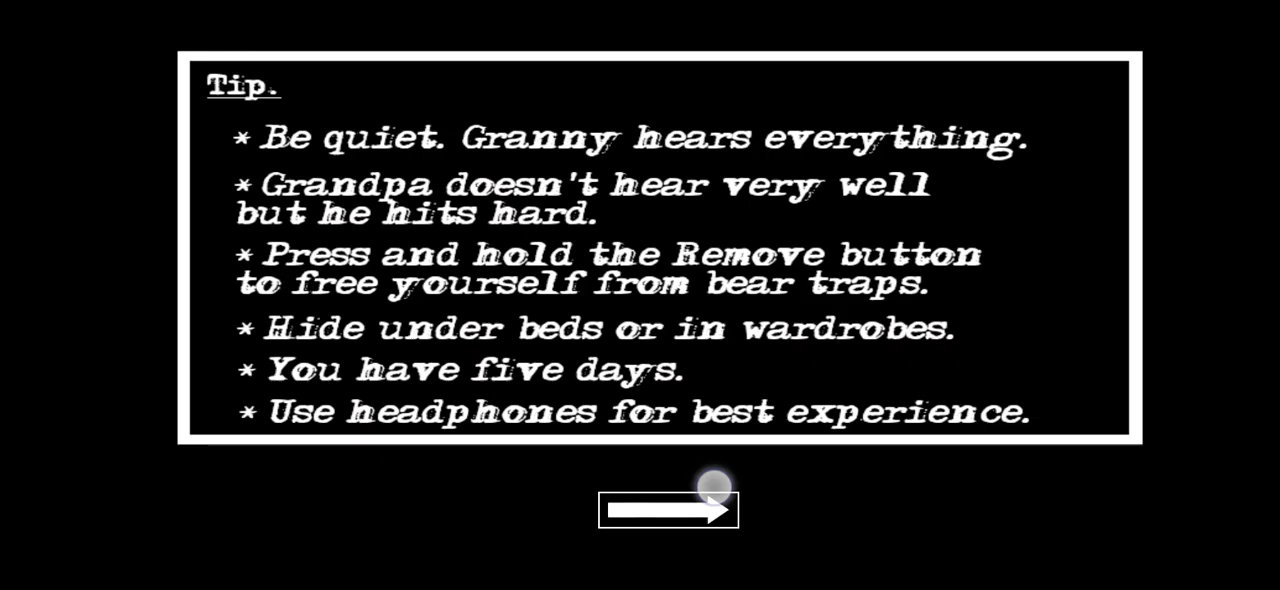 Tip.
* Be quiet. Granny hears everything.
* Grandpa doesn't hear very well
but he hits hard.
* Press and hold the Remove button
to free yourself from bear traps.
* Hide under beds or in wardrobes.
* You have five days.
* Use headphones for best experience.